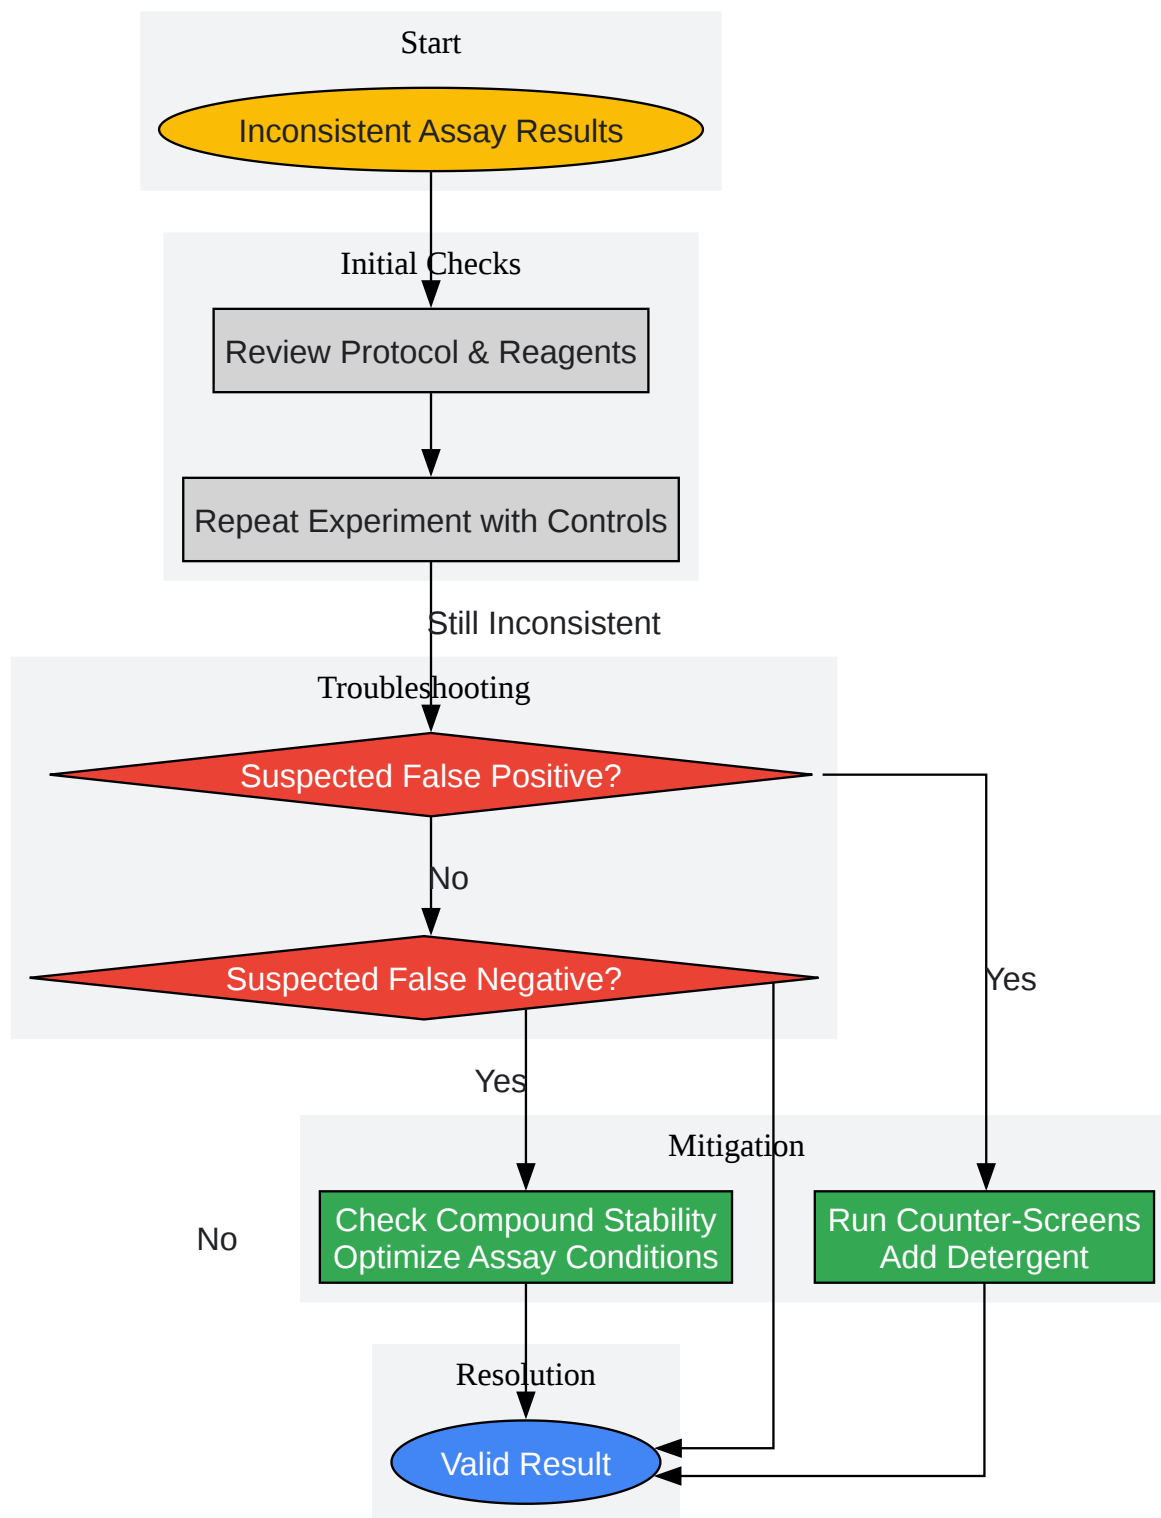 Start
Inconsistent Assay Results
Initial Checks
Review Protocol & Reagents
Repeat Experiment with Controls
Still Inconsistent
Troubleshooting
Suspected False Positive?
No
Suspected False Negative?
Yes
Yes
Mitigation
Check Compound Stability
Optimize Assay Conditions
Run Counter-Screens
Add Detergent
No
Resolution
Valid Result